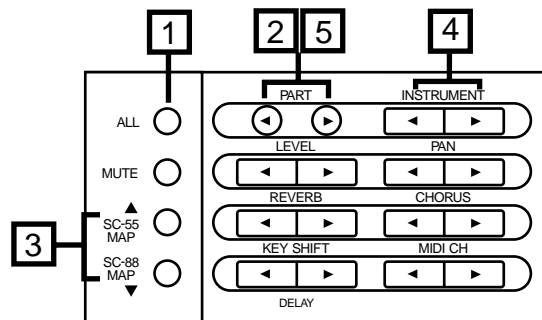 1
2 5
4
PART INSTRUMENT
ALL
LEVEL PAN
MUTE
REVERB CHORUS
SC-55
MAP
3
KEY SHIFT MIDI CH
SC-88
MAP
DELAY